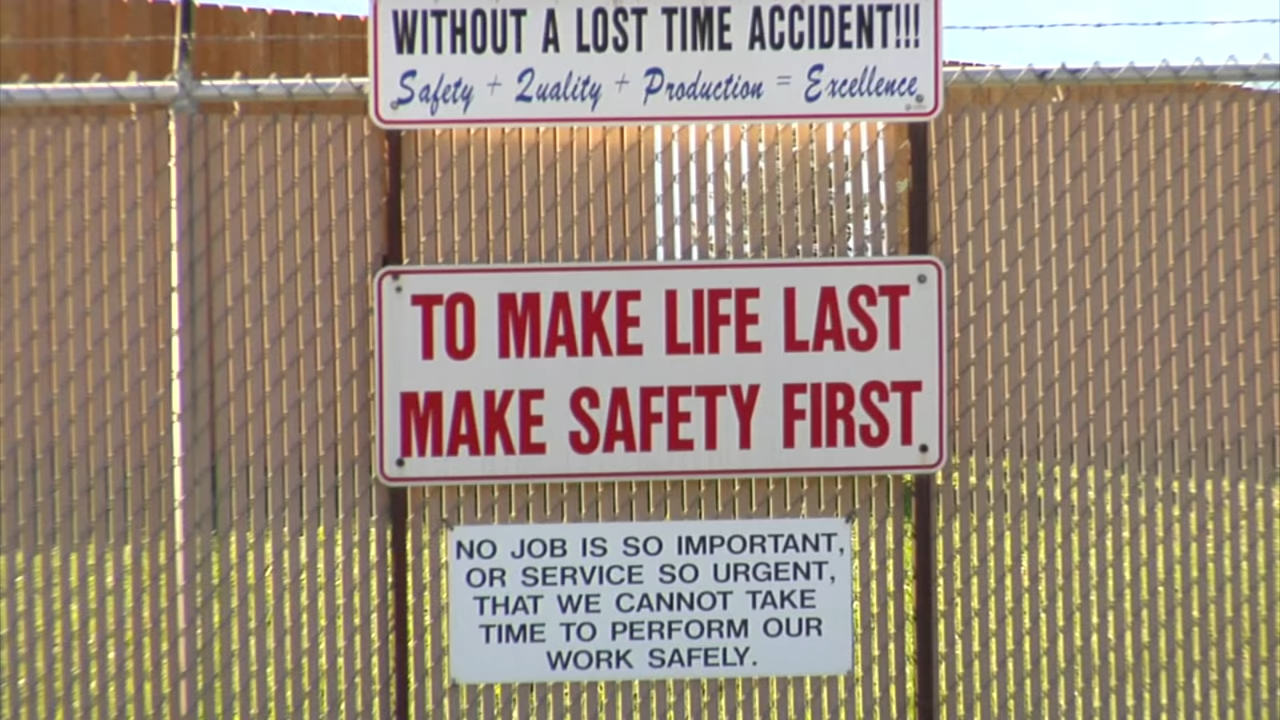 WITHOUT A LOST TIME ACCIDENT!!!
Safety + Quality + Production = Excellence
TO MAKE LIFE LAST
MAKE SAFETY FIRST
NO JOB IS SO IMPORTANT,
OR SERVICE SO URGENT,
THAT WE CANNOT TAKE
TIME TO PERFORM OUR
WORK SAFELY.